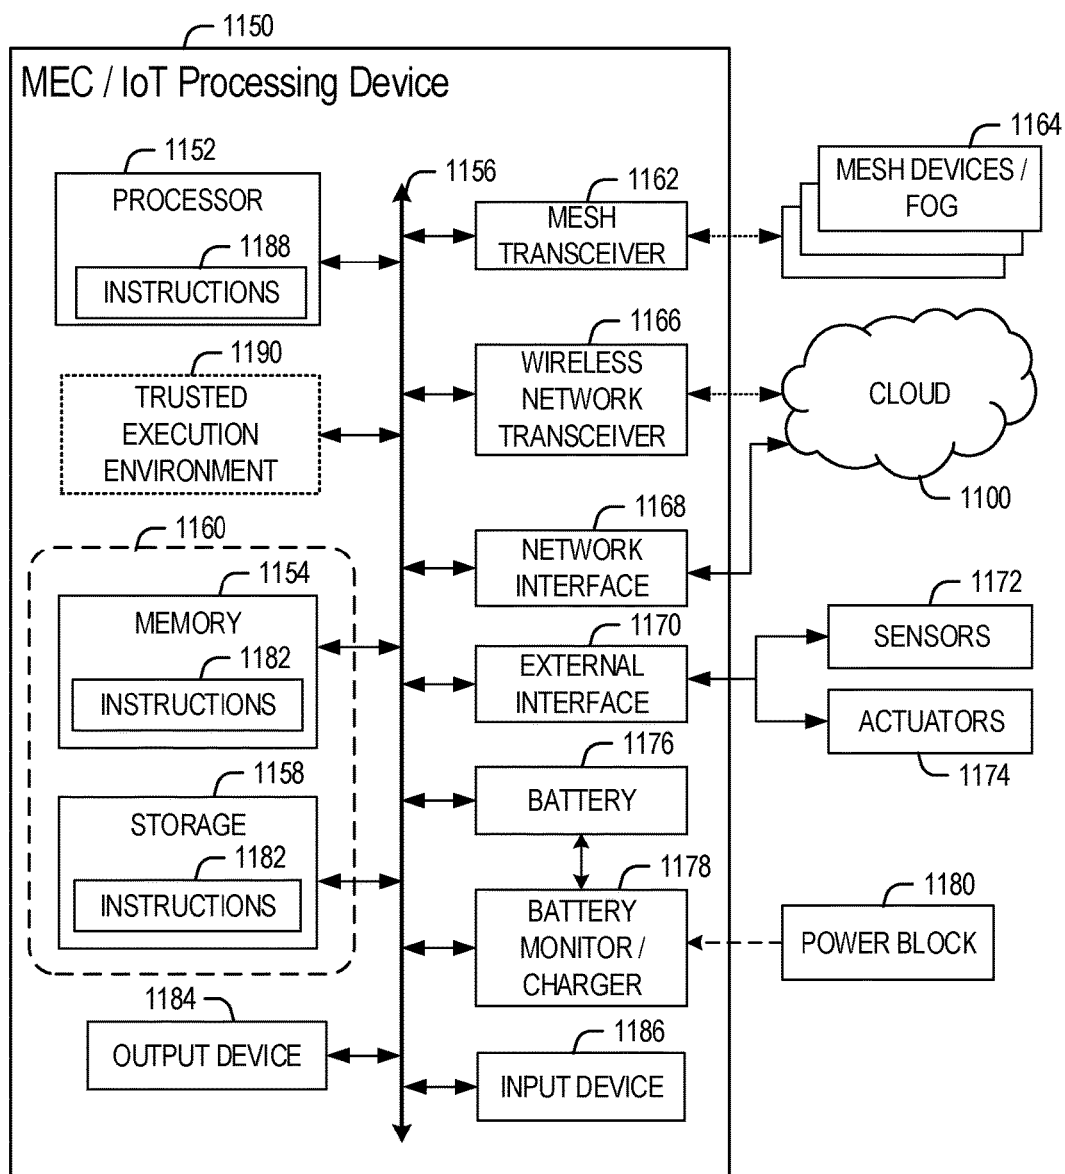 1150
MEC / IoT Processing Device
1152
PROCESSOR
1188
INSTRUCTIONS
1190
TRUSTED
EXECUTION
ENVIRONMENT
1160
1154
MEMORY
1182
INSTRUCTIONS
1158
STORAGE
1182
INSTRUCTIONS
1184
OUTPUT DEVICE
1156
1162
MESH
TRANSCEIVER
1166
WIRELESS
NETWORK
TRANSCEIVER
1168
NETWORK
INTERFACE
1170
EXTERNAL
INTERFACE
1176
BATTERY
1178
BATTERY
MONITOR /
CHARGER
1186
INPUT DEVICE
1164
MESH DEVICES /
FOG
CLOUD
1100
1172
SENSORS
ACTUATORS
1174
1180
POWER BLOCK